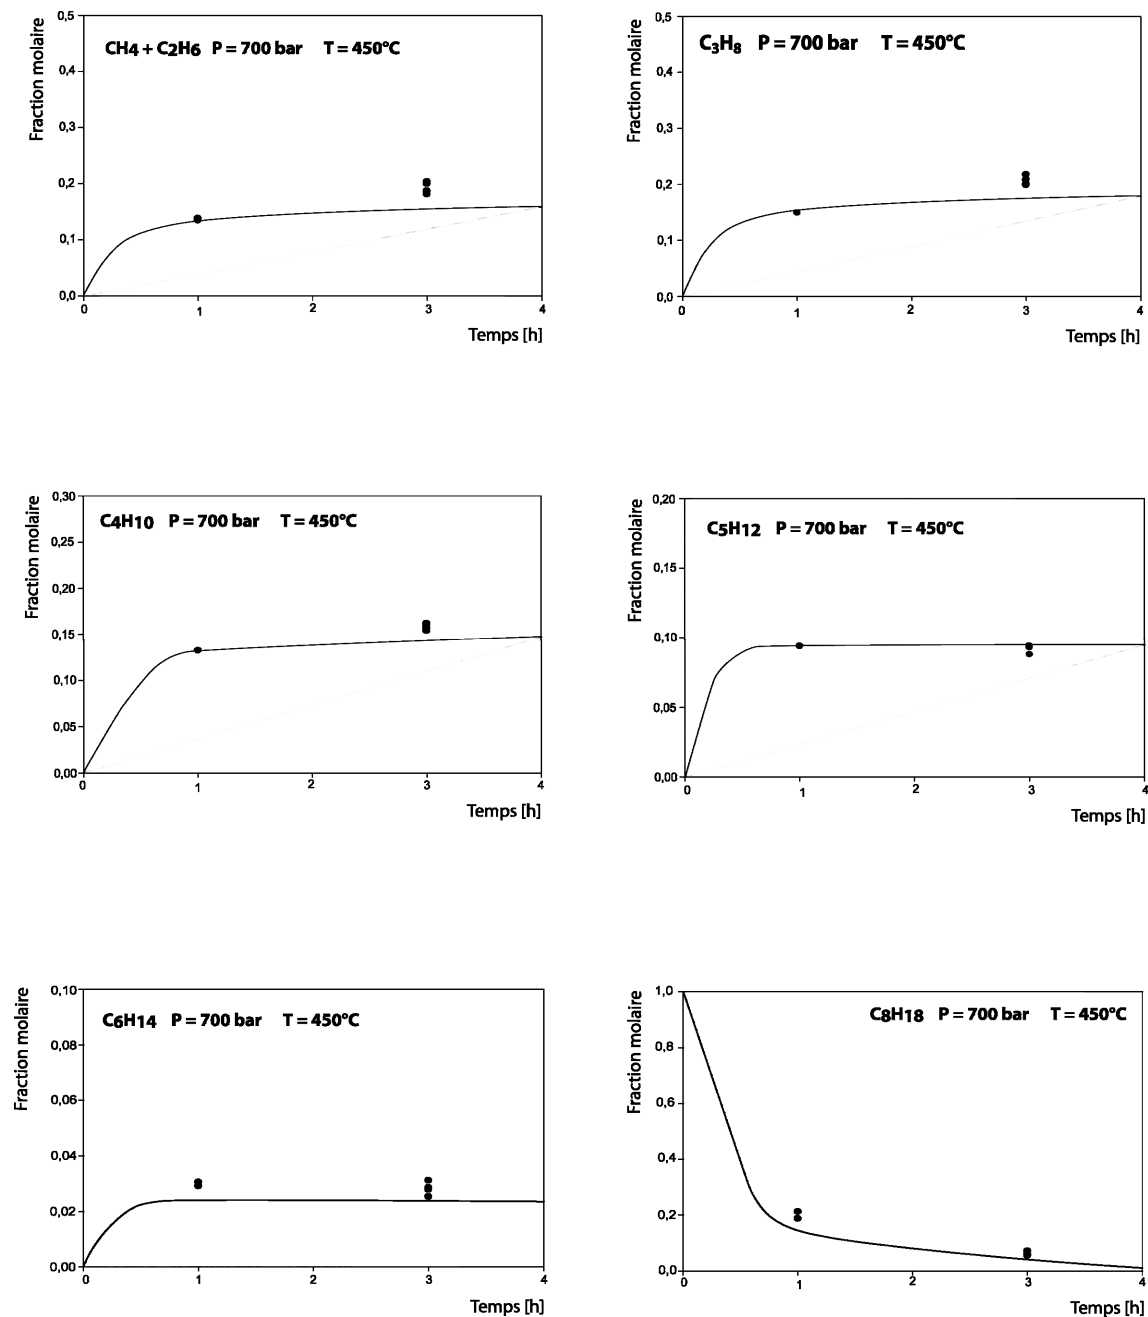 Fraction molaire
CH4 + C2H6 P = 700 bar T = 450°C
0,5
0,4
0,3
0,2
0,1
0,0
0 1 2 3 4
Temps [h]
Fraction molaire
C3H8 P = 700 bar T = 450°C
0,5
0,4
0,3
0,2
0,1
0,0
0 1 2 3 4
Temps [h]
Fraction molaire
C4H10 P = 700 bar T = 450°C
0,30
0,25
0,20
0,15
0,10
0,05
0,00
0 1 2 3 4
Temps [h]
Fraction molaire
C5H12 P = 700 bar T = 450°C
0,20
0,15
0,10
0,05
0,00
0 1 2 3 4
Temps [h]
Fraction molaire
C6H14 P = 700 bar T = 450°C
0,10
0,08
0,06
0,04
0,02
0,00
0 1 2 3 4
Temps [h]
Fraction molaire
C8H18 P = 700 bar T = 450°C
1,0
0,8
0,6
0,4
0,2
0,0
0 1 2 3 4
Temps [h]